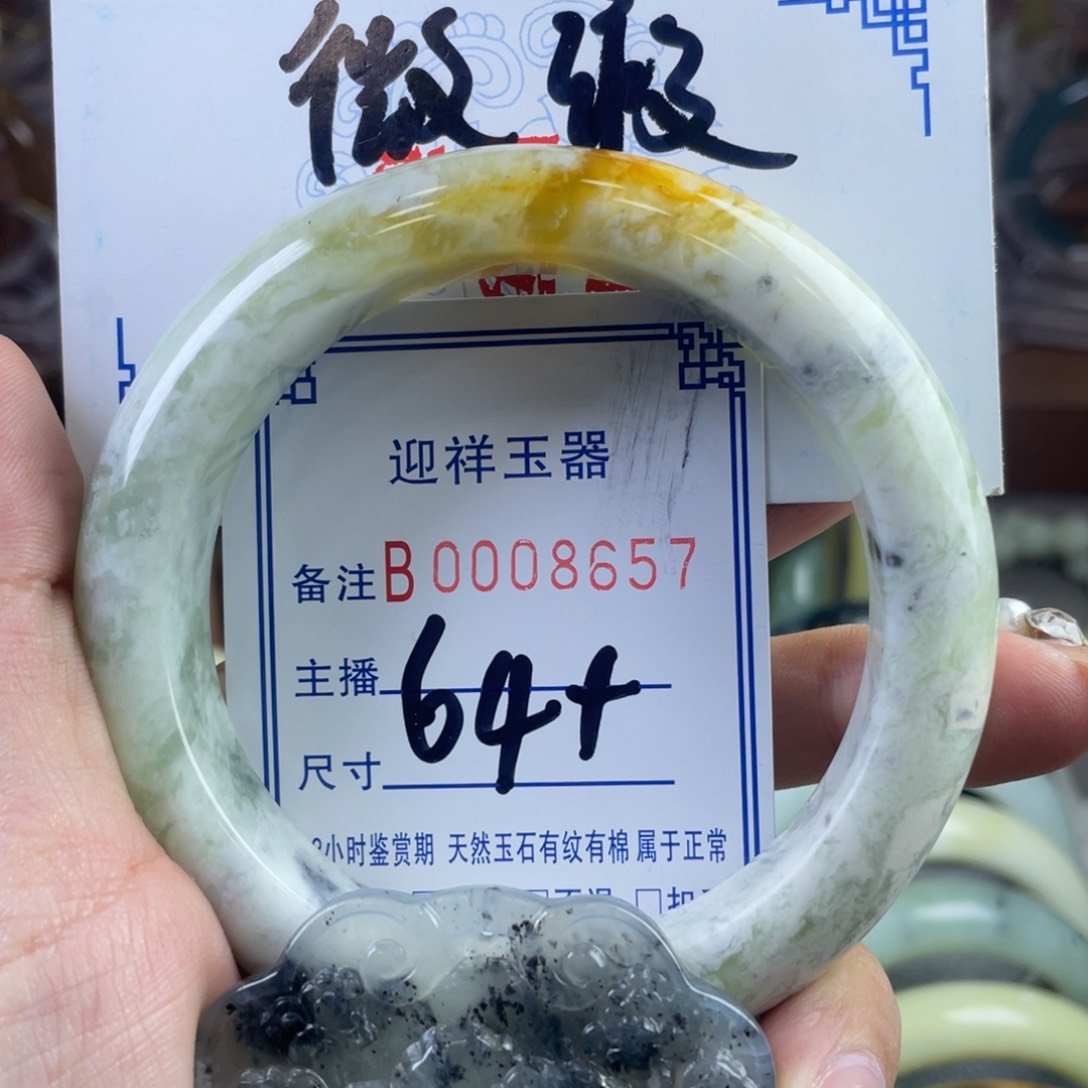 微瑕
迎祥玉器
备注B0008657
主播
64+
尺寸
小时鉴赏期 天然玉石有纹有棉 属于正常